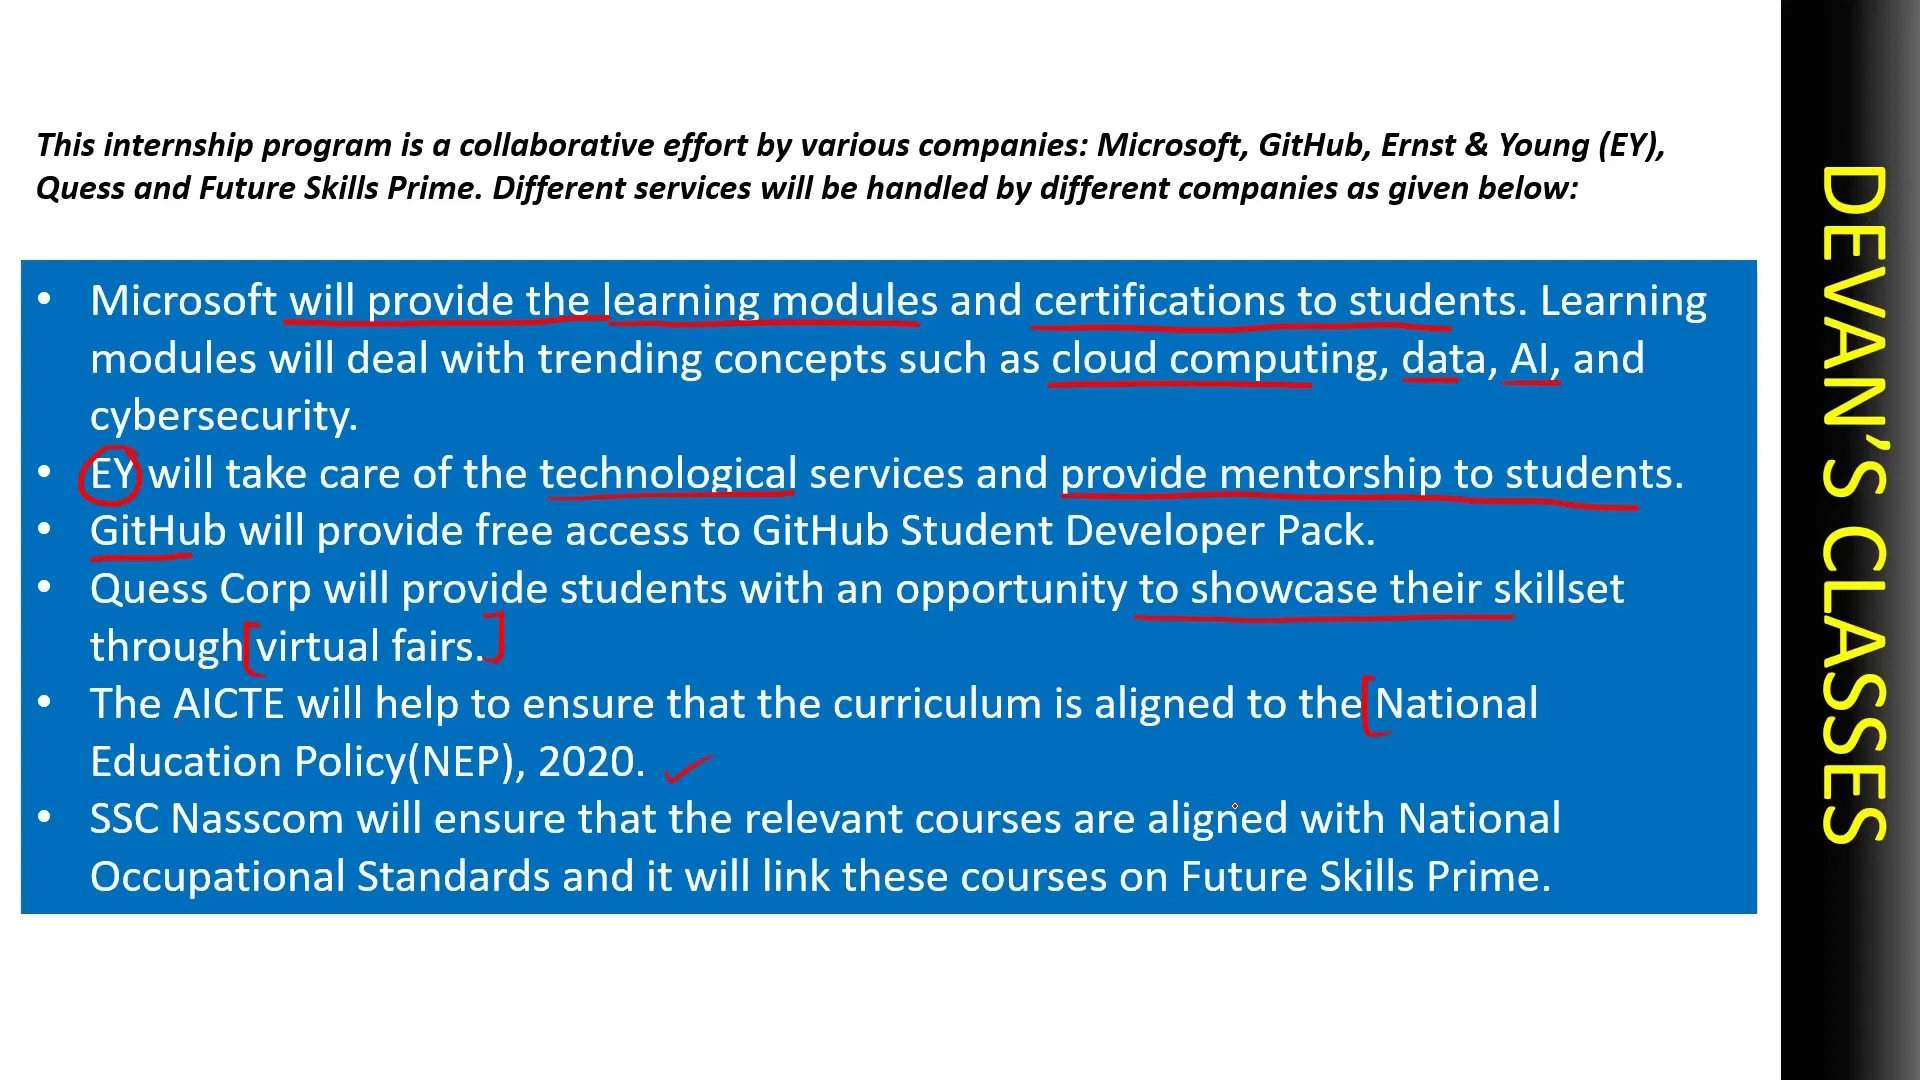 This internship program is a collaborative effort by various companies: Microsoft, GitHub, Ernst & Young (EY),
Quess and Future Skills Prime. Different services will be handled by different companies as given below:
• Microsoft will provide the learning modules and certifications to students. Learning
modules will deal with trending concepts such as cloud computing, data, AI, and
cybersecurity.
• EY will take care of the technological services and provide mentorship to students.
• GitHub will provide free access to GitHub Student Developer Pack.
• Quess Corp will provide students with an opportunity to showcase their skillset
through virtual fairs.
• The AICTE will help to ensure that the curriculum is aligned to the National
Education Policy(NEP), 2020.
• SSC Nasscom will ensure that the relevant courses are aligned with National
Occupational Standards and it will link these courses on Future Skills Prime.
DEVAN'S CLASSES